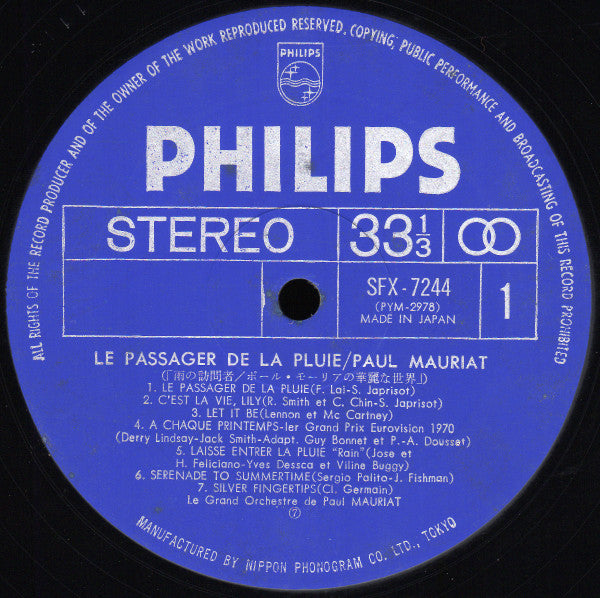 ALL RIGHTS OF THE RECORD PRODUCER AND OF THE OWNER OF THE WORK REPRODUCED RESERVED. COPYING, PUBLIC PERFORMANCE AND BROADCASTING OF THIS RECORD PROHIBITED
PHILIPS
PHILIPS
STEREO 33 1/3
SFX-7244
(PYM-2978)
MADE IN JAPAN
1
LE PASSAGER DE LA PLUIE/PAUL MAURIAT
(「雨の訪問者/ポール・モーリアの華麗な世界」)
1. LE PASSAGER DE LA PLUIE(F. Lai-S. Japrisot)
2. C'EST LA VIE, LILY(R. Smith et C. Chin-S. Japrisot)
3. LET IT BE(Lennon et Mc Cartney)
4. A CHAQUE PRINTEMPS-1er Grand Prix Eurovision 1970
(Derry Lindsay-Jack Smith-Adapt. Guy Bonnet et P.-A. Dousset)
5. LAISSE ENTRER LA PLUIE "Rain"(Jose et
H. Feliciano-Yves Dessca et Viline Buggy)
6. SERENADE TO SUMMERTIME(Sergio Palito-J. Fishman)
7. SILVER FINGERTIPS(Cl. Germain)
Le Grand Orchestre de Paul MAURIAT
⑦
MANUFACTURED BY NIPPON PHONOGRAM CO. LTD., TOKYO